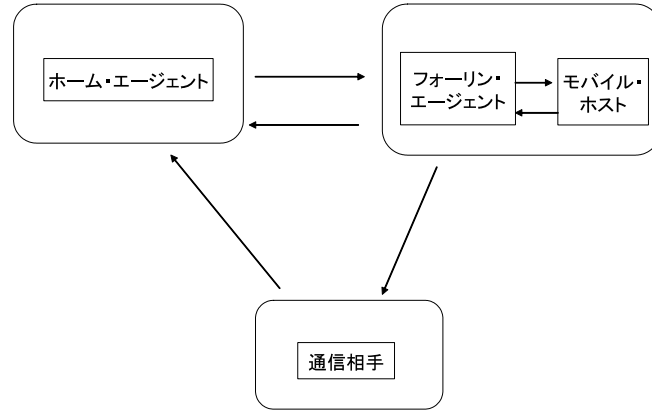 ホーム・エージェント
フォーリン・
エージェント
モバイル・
ホスト
通信相手